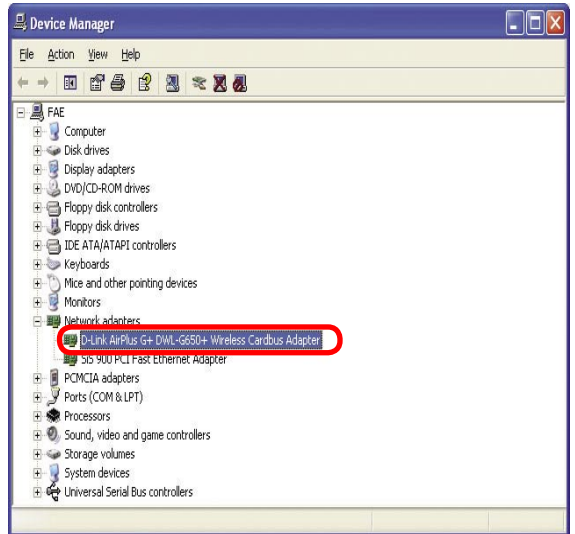 Device Manager
File Action View Help
FAE
Computer
Disk drives
Display adapters
DVD/CD-ROM drives
Floppy disk controllers
Floppy disk drives
IDE ATA/ATAPI controllers
Keyboards
Mice and other pointing devices
Monitors
Network adapters
D-Link AirPlus G+ DWL-G650+ Wireless Cardbus Adapter
SiS 900 PCI Fast Ethernet Adapter
PCMCIA adapters
Ports (COM & LPT)
Processors
Sound, video and game controllers
Storage volumes
System devices
Universal Serial Bus controllers